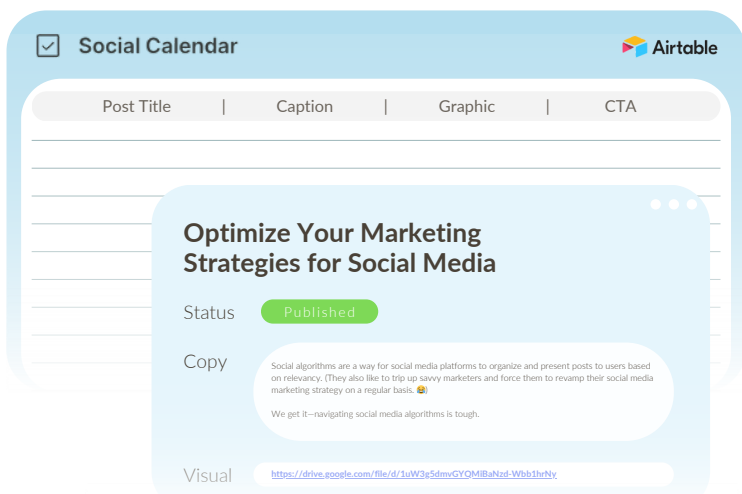 Social Calendar
Airtable
Post Title | Caption | Graphic | CTA
Optimize Your Marketing
Strategies for Social Media
Status Published
Copy
Social algorithms are a way for social media platforms to organize and present posts to users based
on relevancy. (They also like to trip up savvy marketers and force them to revamp their social media
marketing strategy on a regular basis. 😂)
We get it—navigating social media algorithms is tough.
Visual https://drive.google.com/file/d/1uW3g5dmvGYQMiBaNzd-Wbb1hrNy